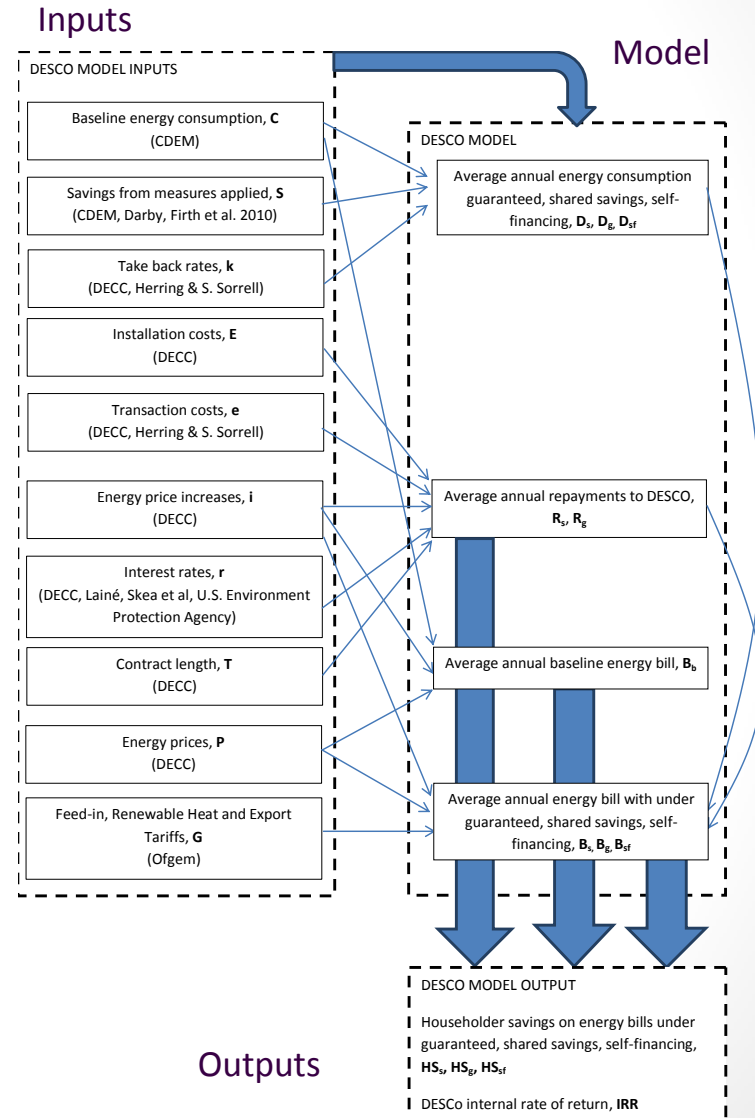 Inputs
Model
DESCO MODEL INPUTS
Baseline energy consumption, C
(CDEM)
Savings from measures applied, S
(CDEM, Darby, Firth et al. 2010)
Take back rates, k
(DECC, Herring & S. Sorrell)
Installation costs, E
(DECC)
Transaction costs, e
(DECC, Herring & S. Sorrell)
Energy price increases, i
(DECC)
Interest rates, r
(DECC, Lainé, Skea et al, U.S. Environment
Protection Agency)
Contract length, T
(DECC)
Energy prices, P
(DECC)
Feed-in, Renewable Heat and Export
Tariffs, G
(Ofgem)
DESCO MODEL
Average annual energy consumption
guaranteed, shared savings, self-
financing, Ds, Dg, Dsf
Average annual repayments to DESCO,
Rs, Rg
Average annual baseline energy bill, Bb
Average annual energy bill with under
guaranteed, shared savings, self-
financing, Bs, Bg, Bsf
DESCO MODEL OUTPUT
Householder savings on energy bills under
guaranteed, shared savings, self-financing,
HSs, HSg, HSsf
DESCo internal rate of return, IRR
Outputs